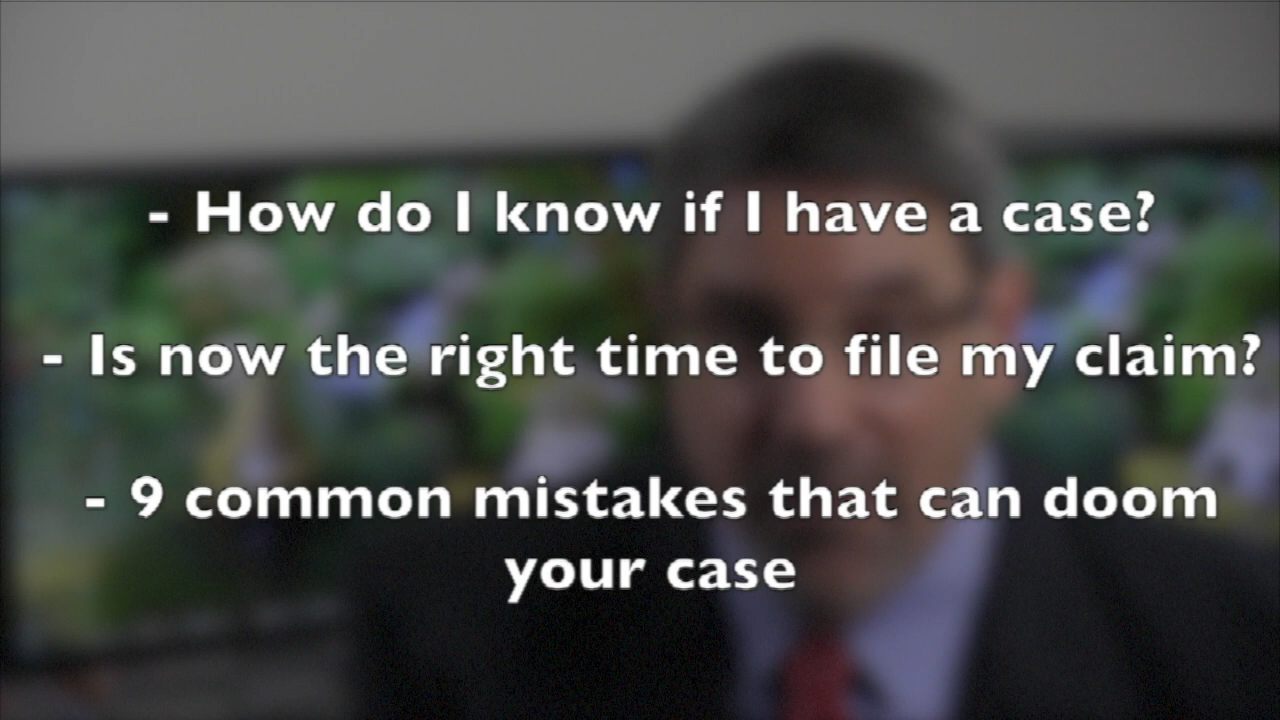 - How do I know if I have a case?
- Is now the right time to file my claim?
- 9 common mistakes that can doom
your case